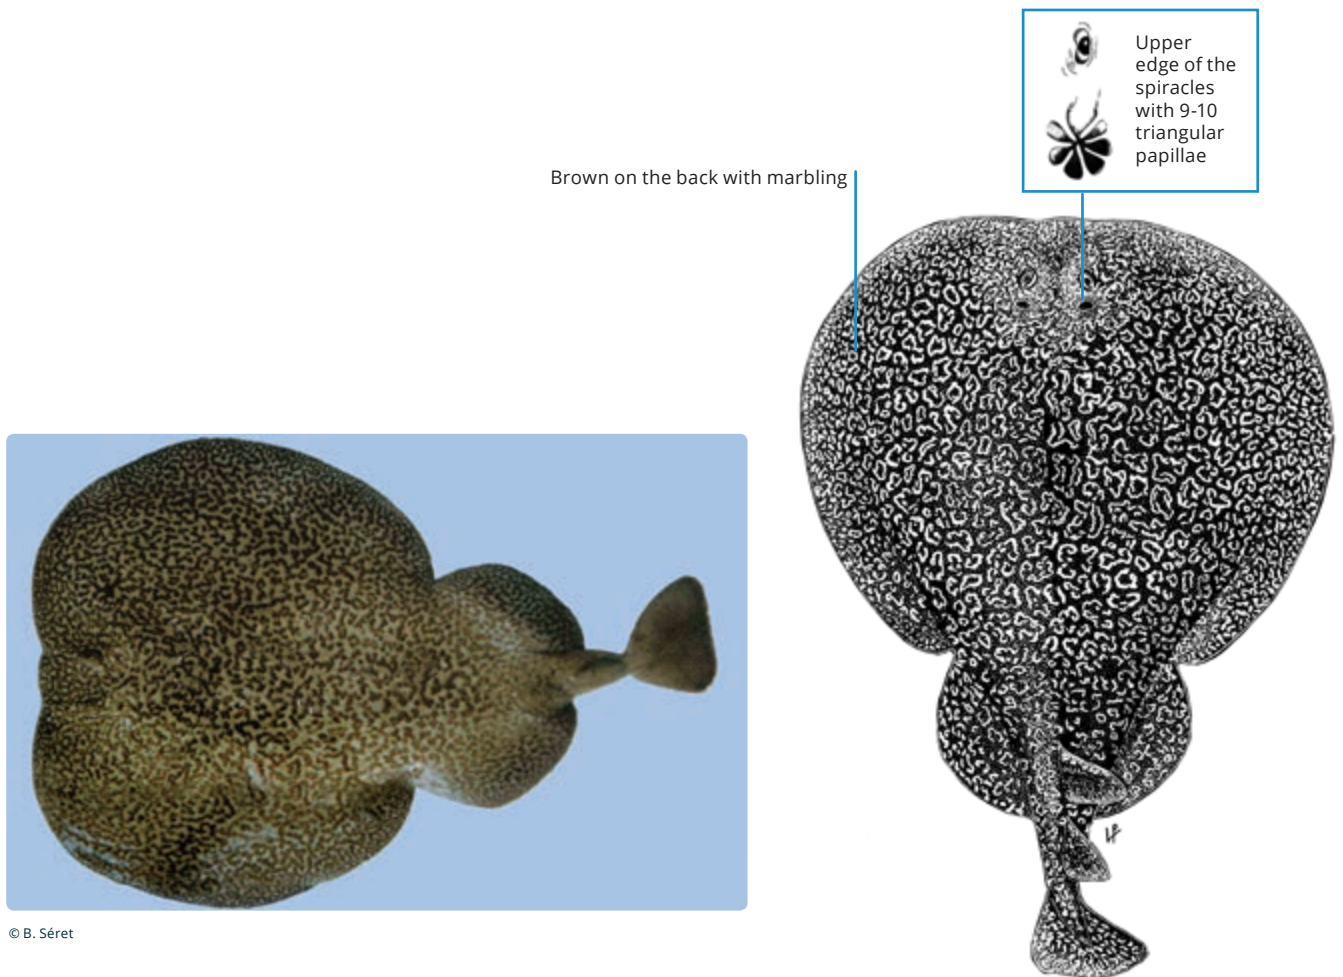 Upper
edge of the
spiracles
with 9-10
triangular
papillae
Brown on the back with marbling
© B. Séret